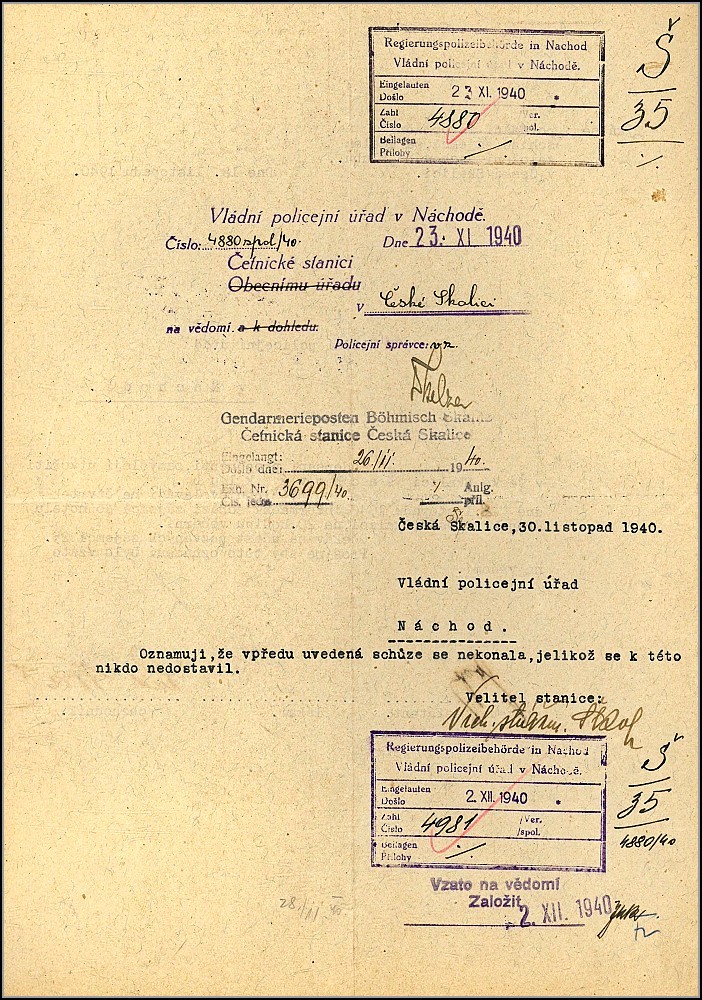 Regierungspolizeibehörde in Nachod
Vládní policejní úřad v Náchodě.
Eingelaufen
Došlo 23 XI. 1940
Zahl
Číslo 4880 /Ver.
/spol.
Beilagen
Přílohy ·/.
Š
35
·/.
Vládní policejní úřad v Náchodě.
Číslo: 4880 spol/40. Dne 23. XI 1940
Četnické stanici
Obecnímu úřadu
v České Skalici
na vědomí a k dohledu.
Policejní správce:
Gendarmerieposten Böhmisch Skalitz
Četnická stanice Česká Skalice
Eingelangt:
Došlo dne: 26/11. 1940.
Exh. Nr.
Čís. jedn. 3699/40. ·/. Anlg.
příl.
Česká Skalice,30.listopad 1940.
Vládní policejní úřad
Náchod.
Oznamuji,že vpředu uvedená schůze se nekonala,jelikož se k této
nikdo nedostavil.
Velitel stanice:
Vrch. strážm.
Regierungspolizeibehörde in Nachod
Vládní policejní úřad v Náchodě.
Eingelaufen
Došlo 2. XII. 1940
Zahl
Číslo 4981 /Ver.
/spol.
Beilagen
Přílohy ·/.
Š
35
4880/40
Vzato na vědomí
Založit
2. XII. 1940
28./11 40